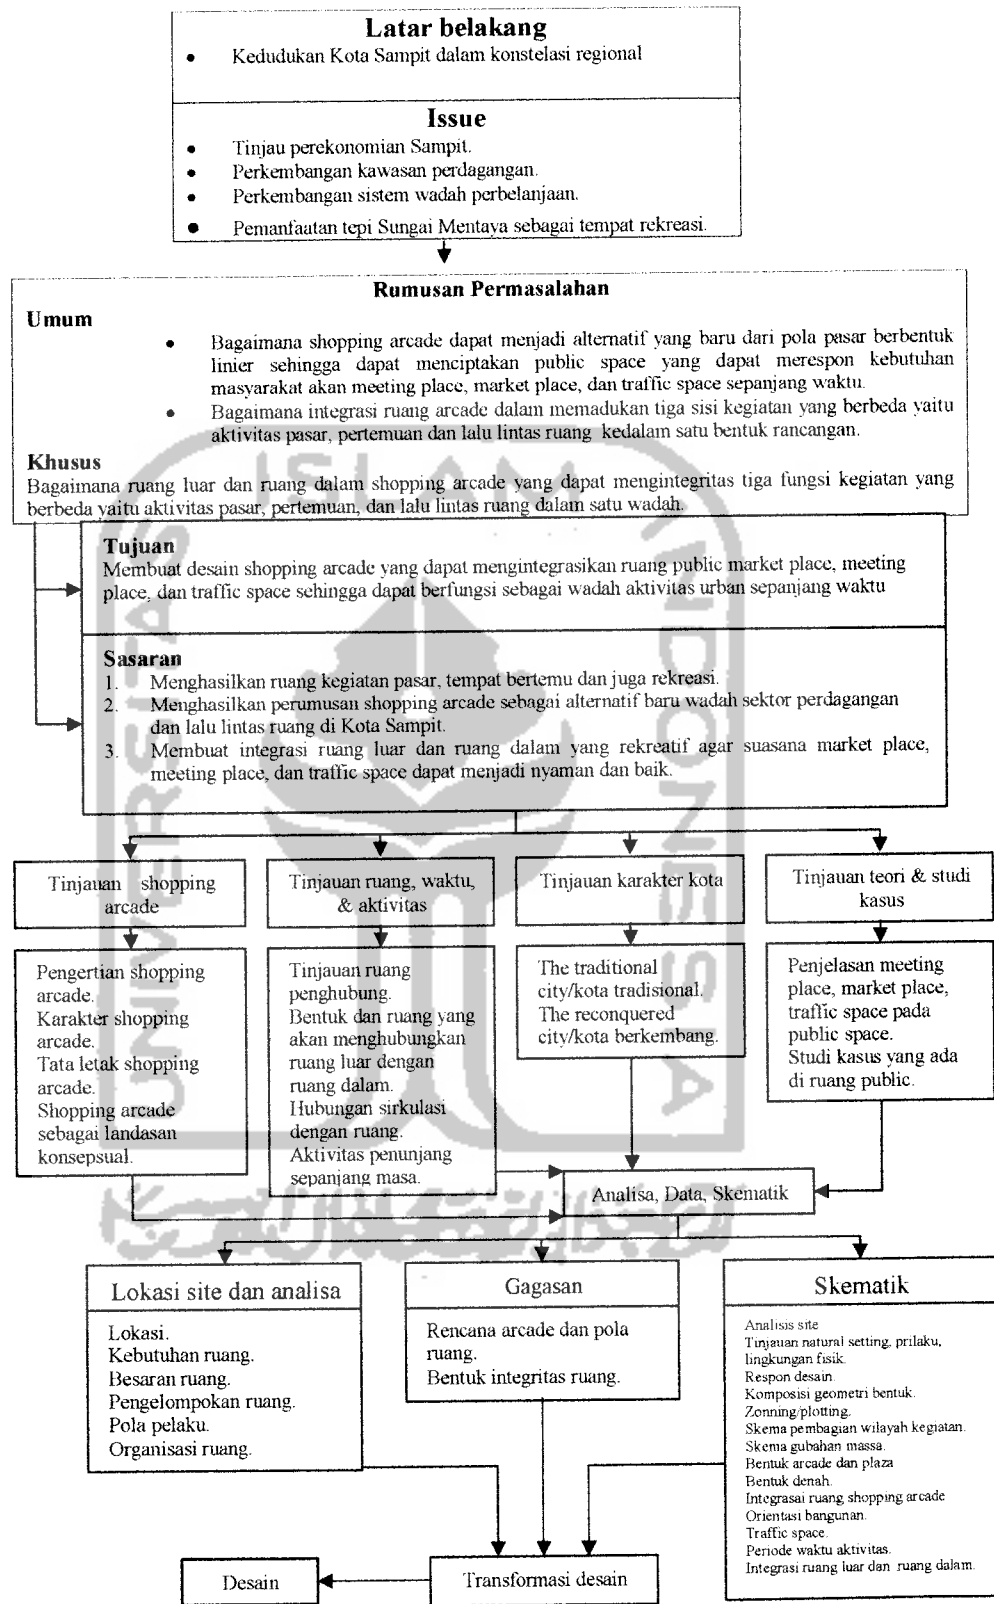 Latar belakang
• Kedudukan Kota Sampit dalam konstelasi regional
Issue
• Tinjau perekonomian Sampit.
• Perkembangan kawasan perdagangan.
• Perkembangan sistem wadah perbelanjaan.
• Pemanfaatan tepi Sungai Mentaya sebagai tempat rekreasi.
Rumusan Permasalahan
Umum
• Bagaimana shopping arcade dapat menjadi alternatif yang baru dari pola pasar berbentuk
linier sehingga dapat menciptakan public space yang dapat merespon kebutuhan
masyarakat akan meeting place, market place, dan traffic space sepanjang waktu.
• Bagaimana integrasi ruang arcade dalam memadukan tiga sisi kegiatan yang berbeda yaitu
aktivitas pasar, pertemuan dan lalu lintas ruang kedalam satu bentuk rancangan.
Khusus
Bagaimana ruang luar dan ruang dalam shopping arcade yang dapat mengintegritas tiga fungsi kegiatan yang
berbeda yaitu aktivitas pasar, pertemuan, dan lalu lintas ruang dalam satu wadah.
Tujuan
Membuat desain shopping arcade yang dapat mengintegrasikan ruang public market place, meeting
place, dan traffic space sehingga dapat berfungsi sebagai wadah aktivitas urban sepanjang waktu
Sasaran
1. Menghasilkan ruang kegiatan pasar, tempat bertemu dan juga rekreasi.
2. Menghasilkan perumusan shopping arcade sebagai alternatif baru wadah sektor perdagangan
dan lalu lintas ruang di Kota Sampit.
3. Membuat integrasi ruang luar dan ruang dalam yang rekreatif agar suasana market place,
meeting place, dan traffic space dapat menjadi nyaman dan baik.
Tinjauan shopping
arcade
Tinjauan ruang, waktu,
& aktivitas
Tinjauan karakter kota
Tinjauan teori & studi
kasus
Pengertian shopping
arcade.
Karakter shopping
arcade.
Tata letak shopping
arcade.
Shopping arcade
sebagai landasan
konsepsual.
Tinjauan ruang
penghubung.
Bentuk dan ruang yang
akan menghubungkan
ruang luar dengan
ruang dalam.
Hubungan sirkulasi
dengan ruang.
Aktivitas penunjang
sepanjang masa.
The traditional
city/kota tradisional.
The reconquered
city/kota berkembang.
Penjelasan meeting
place, market place,
traffic space pada
public space.
Studi kasus yang ada
di ruang public.
Analisa, Data, Skematik
Lokasi site dan analisa
Lokasi.
Kebutuhan ruang.
Besaran ruang.
Pengelompokan ruang.
Pola pelaku.
Organisasi ruang.
Gagasan
Rencana arcade dan pola
ruang.
Bentuk integritas ruang.
Skematik
Analisis site
Tinjauan natural setting, prilaku,
lingkungan fisik.
Respon desain.
Komposisi geometri bentuk.
Zonning/plotting.
Skema pembagian wilayah kegiatan.
Skema gubahan massa.
Bentuk arcade dan plaza
Bentuk denah.
Integrasai ruang shopping arcade
Orientasi bangunan.
Traffic space.
Periode waktu aktivitas.
Integrasi ruang luar dan ruang dalam.
Desain
Transformasi desain
UNIVERSITAS
ISLAM
INDONESIA